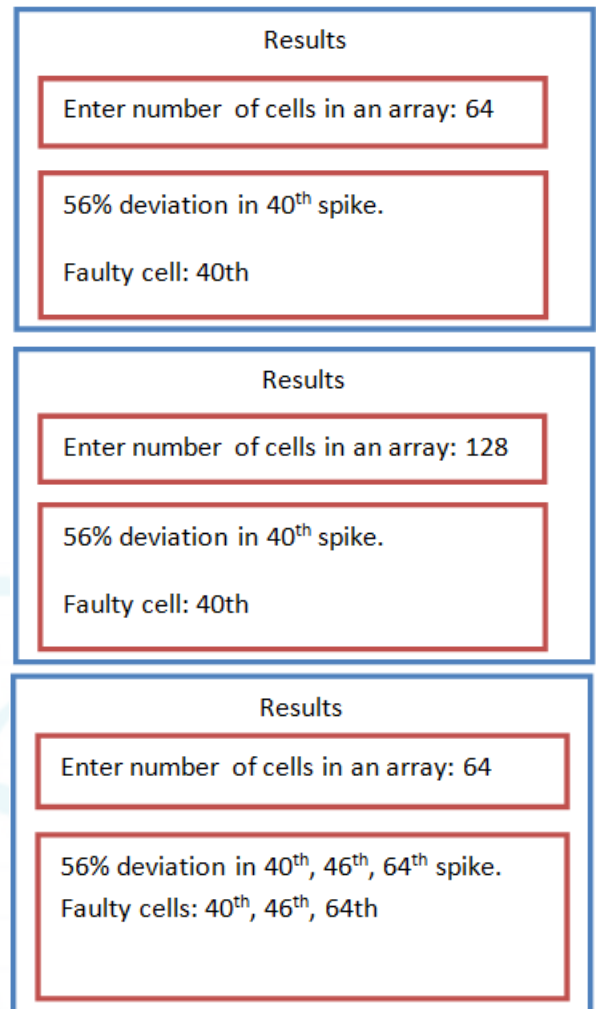 Results
Enter number of cells in an array: 64
56% deviation in 40th spike.
Faulty cell: 40th
Results
Enter number of cells in an array: 128
56% deviation in 40th spike.
Faulty cell: 40th
Results
Enter number of cells in an array: 64
56% deviation in 40th, 46th, 64th spike.
Faulty cells: 40th, 46th, 64th